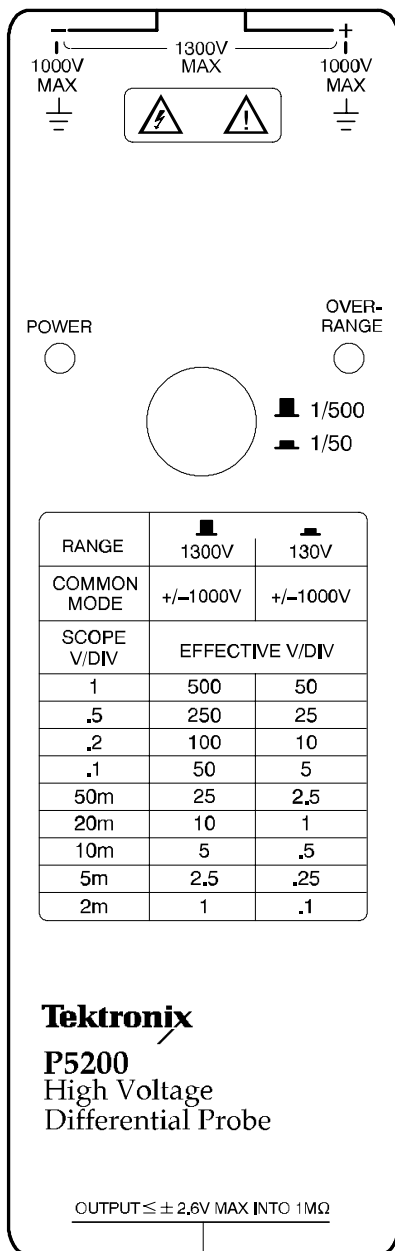 – +
1300V
MAX
1000V
MAX
1000V
MAX
POWER
OVER-
RANGE
1/500
1/50
RANGE 1300V 130V
COMMON
MODE +/–1000V +/–1000V
SCOPE
V/DIV EFFECTIVE V/DIV
1 500 50
.5 250 25
.2 100 10
.1 50 5
50m 25 2.5
20m 10 1
10m 5 .5
5m 2.5 .25
2m 1 .1
Tektronix
P5200
High Voltage
Differential Probe
OUTPUT ≤ ± 2.6V MAX INTO 1MΩ